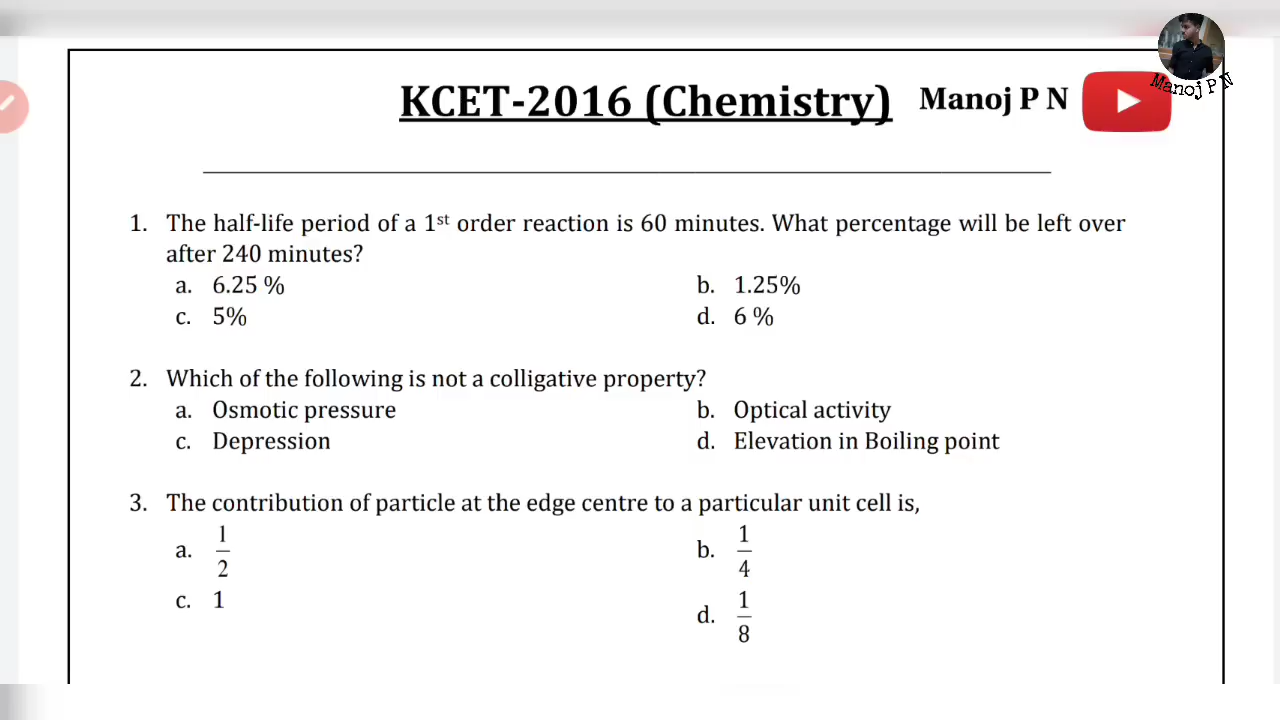 KCET-2016 (Chemistry) Manoj P N
Manoj P N
1. The half-life period of a 1st order reaction is 60 minutes. What percentage will be left over
after 240 minutes?
a. 6.25 % b. 1.25%
c. 5% d. 6 %
2. Which of the following is not a colligative property?
a. Osmotic pressure b. Optical activity
c. Depression d. Elevation in Boiling point
3. The contribution of particle at the edge centre to a particular unit cell is,
a. 1/2 b. 1/4
c. 1 d. 1/8